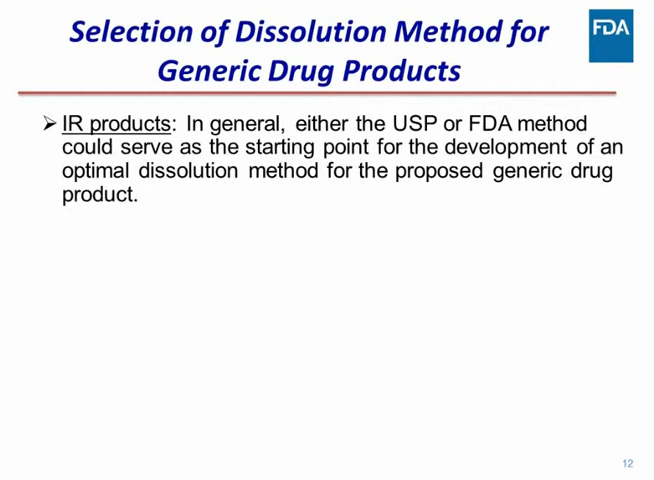 Selection of Dissolution Method for
Generic Drug Products
FDA
➢ IR products: In general, either the USP or FDA method
could serve as the starting point for the development of an
optimal dissolution method for the proposed generic drug
product.
12